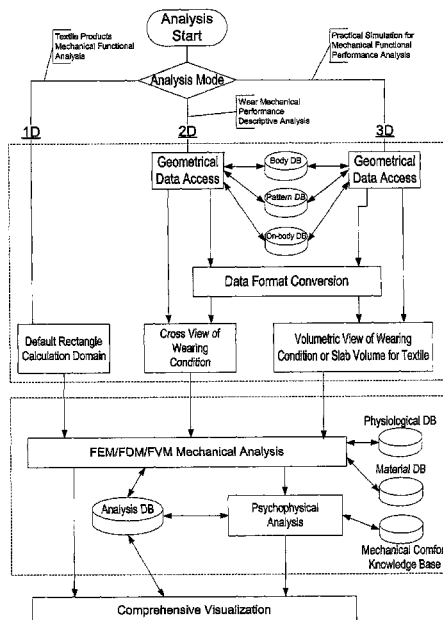 Analysis
Start
Textile Products
Mechanical Functional
Analysis
Practical Simulation for
Mechanical Functional
Performance Analysis
Analysis Mode
Wear Mechanical
Performance
Descriptive Analysis
1D
2D
3D
Geometrical
Data Access
Body DB
Pattern DB
On-body DB
Geometrical
Data Access
Data Format Conversion
Default Rectangle
Calculation Domain
Cross View of
Wearing
Condition
Volumetric View of Wearing
Condition or Slab Volume for Textile
Physiological DB
FEM/FDM/FVM Mechanical Analysis
Material DB
Analysis DB
Psychophysical
Analysis
Mechanical Comfor
Knowledge Base
Comprehensive Visualization